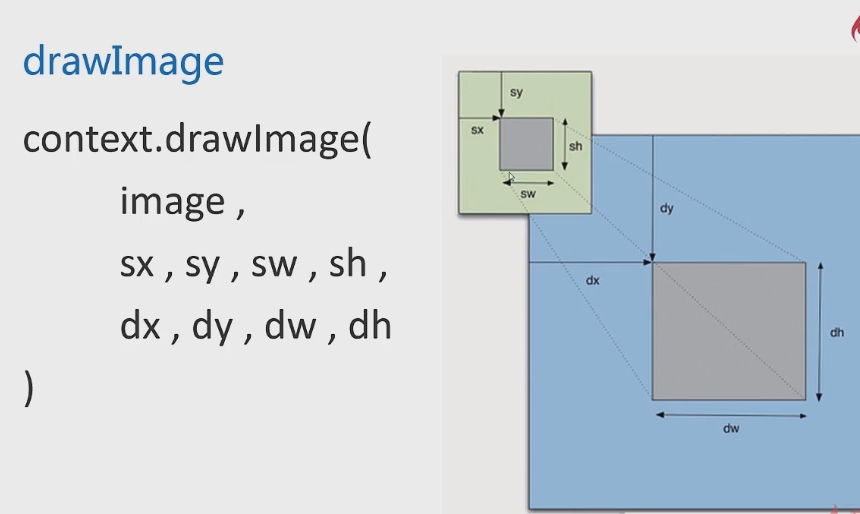 drawImage
context.drawImage(
image ,
sx , sy , sw , sh ,
dx , dy , dw , dh
)
sy
sx
sh
sw
dy
dx
dh
dw